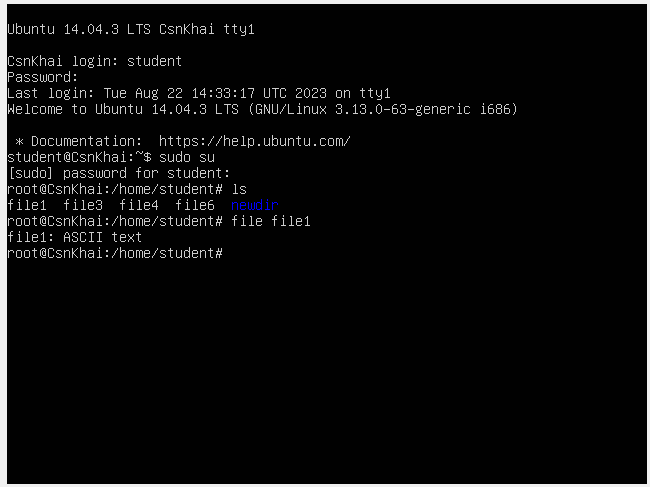 Ubuntu 14.04.3 LTS CsnKhai tty1
CsnKhai login: student
Password:
Last login: Tue Aug 22 14:33:17 UTC 2023 on tty1
Welcome to Ubuntu 14.04.3 LTS (GNU/Linux 3.13.0-63-generic i686)
* Documentation:  https://help.ubuntu.com/
student@CsnKhai:~$ sudo su
[sudo] password for student:
root@CsnKhai:/home/student# ls
file1  file3  file4  file6  newdir
root@CsnKhai:/home/student# file file1
file1: ASCII text
root@CsnKhai:/home/student#